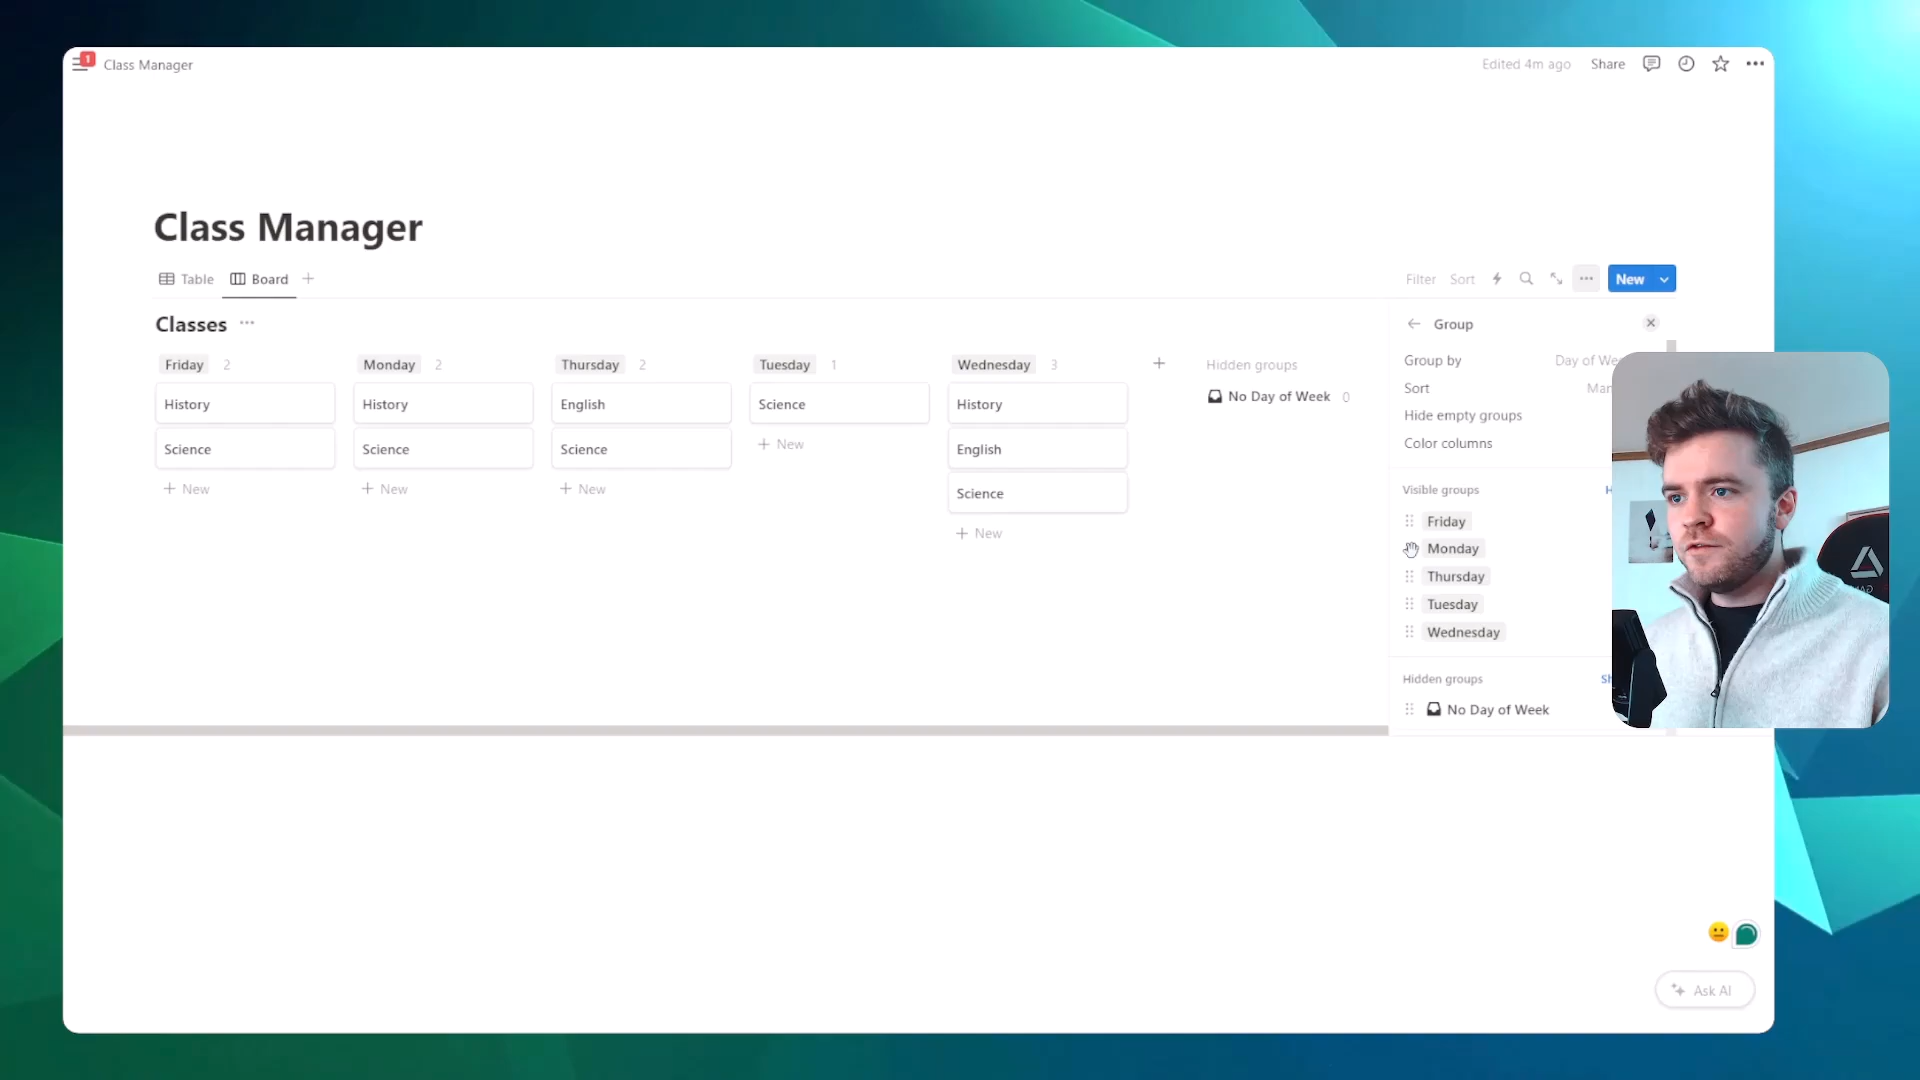 1
Class Manager
Edited 4m ago Share
Class Manager
Table Board
Filter Sort New
Classes
Friday 2 Monday 2 Thursday 2 Tuesday 1 Wednesday 3 Hidden groups
History History English Science History No Day of Week 0
Science Science Science New English
New New New Science
New
Group
Group by Day of
Sort
Hide empty groups
Color columns
Visible groups
Friday
Monday
Thursday
Tuesday
Wednesday
Hidden groups
No Day of Week
Ask AI